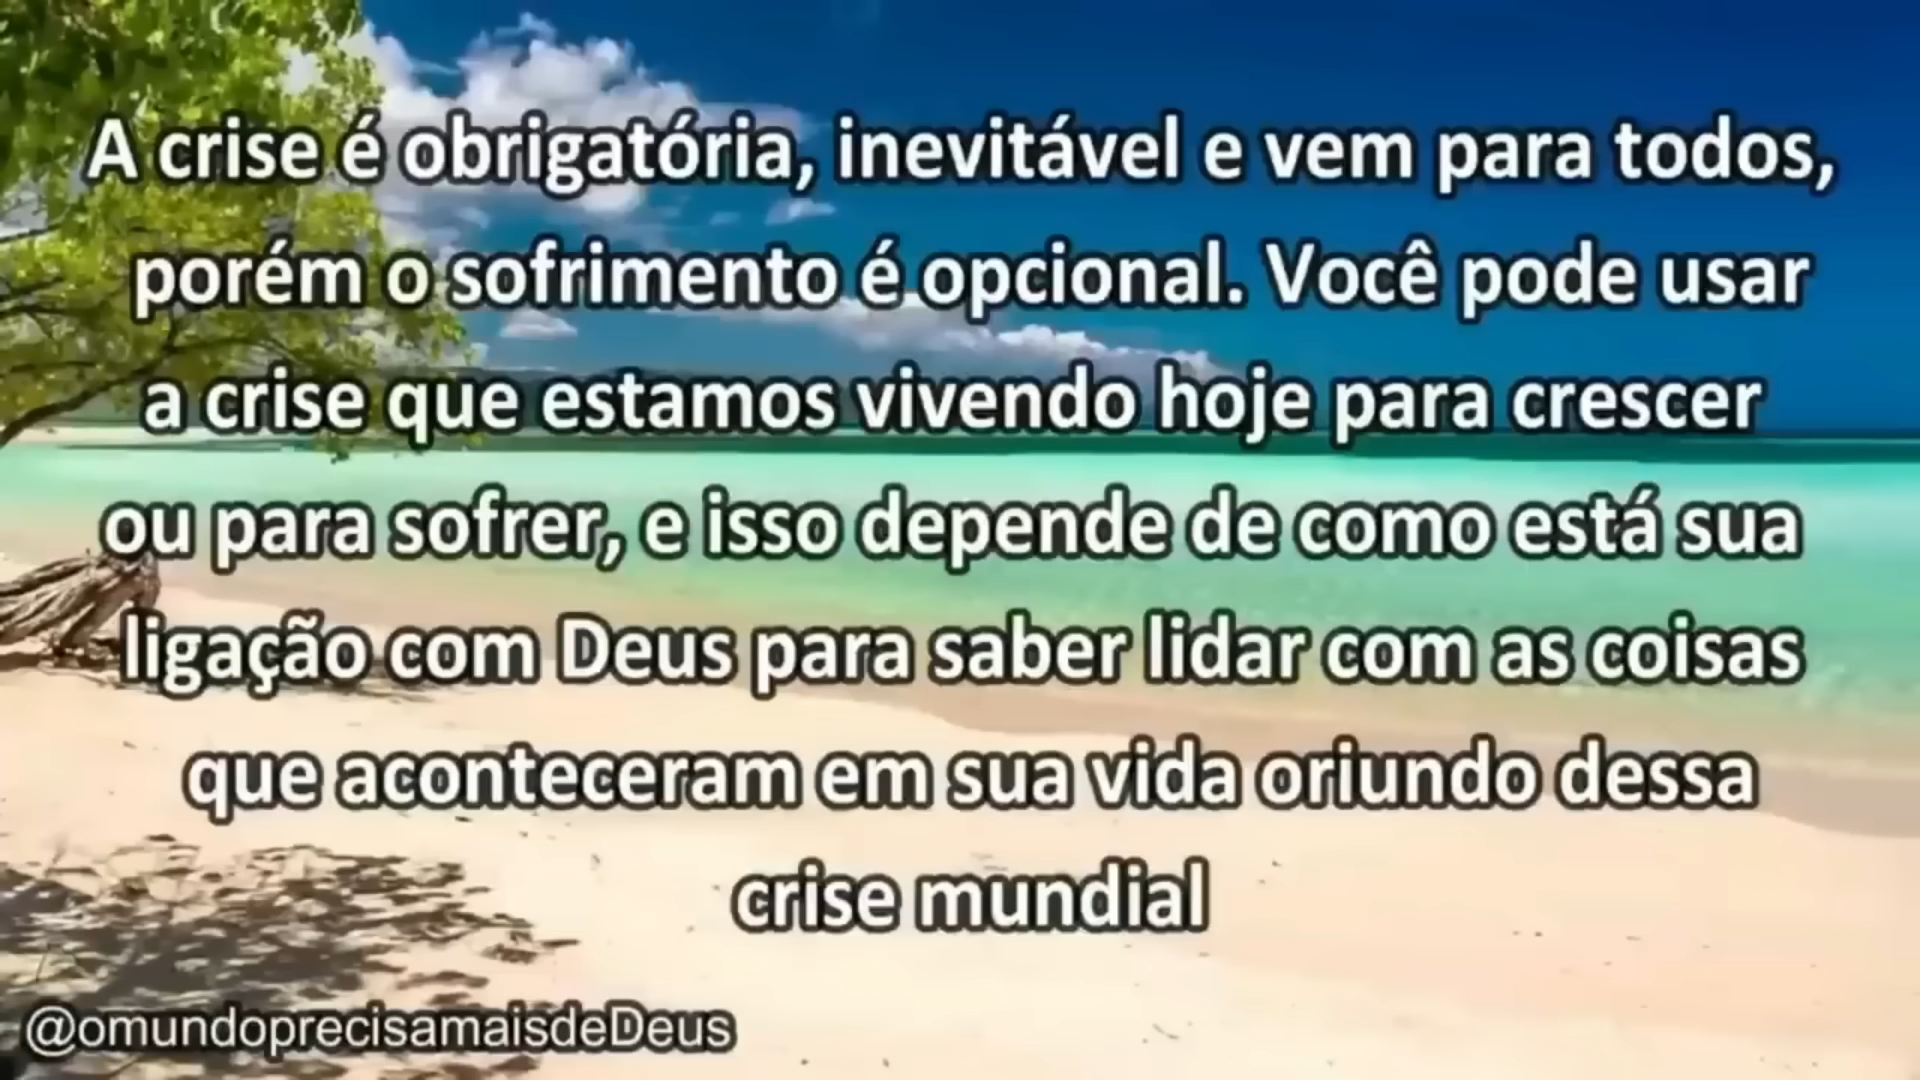 A crise é obrigatória, inevitável e vem para todos,
porém o sofrimento é opcional. Você pode usar
a crise que estamos vivendo hoje para crescer
ou para sofrer, e isso depende de como está sua
ligação com Deus para saber lidar com as coisas
que aconteceram em sua vida oriundo dessa
crise mundial
@omundoprecisamaisdeDeus